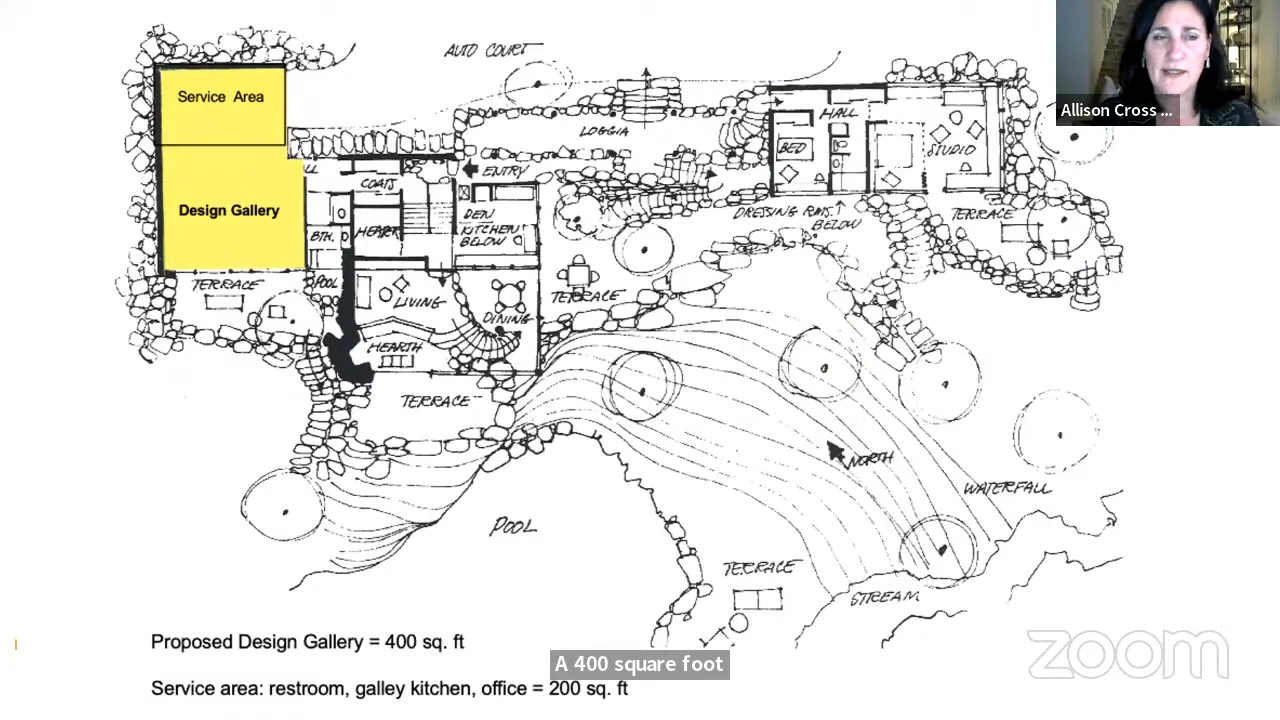 AUTO COURT
Allison Cross ...
Service Area
LOGGIA
HALL
BED
STUDIO
ENTRY
COATS
Design Gallery
DEN
KITCHEN
BELOW
BTH.
DRESSING RMS.
BELOW
TERRACE
TERRACE
POOL
LIVING
TERRACE
DINING
HEARTH
TERRACE
NORTH
WATERFALL
POOL
TERRACE
STREAM
Proposed Design Gallery = 400 sq. ft
A 400 square foot
zoom
Service area: restroom, galley kitchen, office = 200 sq. ft